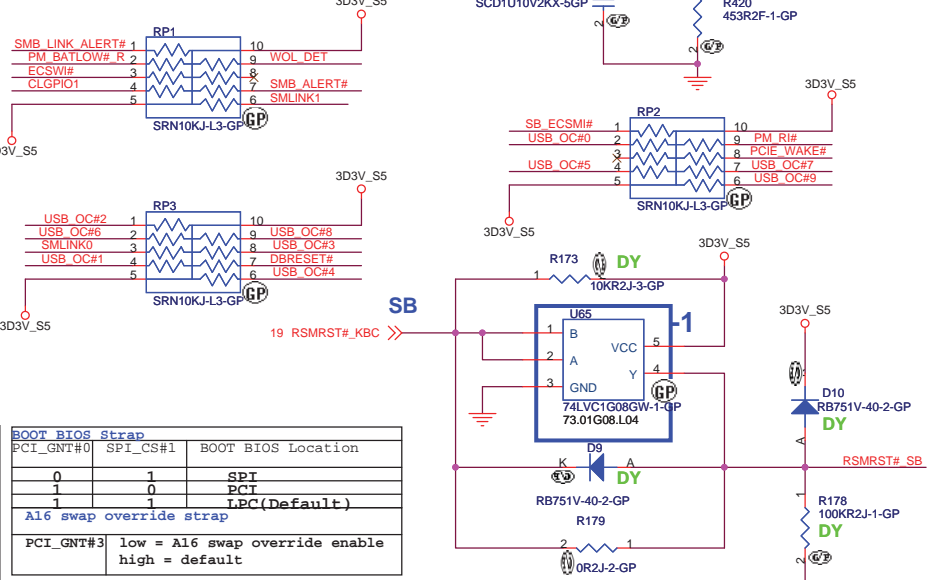 3D3V_S5
SCD1U10V2KX-5GP
2
G/P
R420
453R2F-1-GP
2
G/P
RP1
SMB_LINK_ALERT# 1
PM_BATLOW#_R 2
ECSWI# 3
CLGPIO1 4
5
10
9 WOL_DET
8
7 SMB_ALERT#
6 SMLINK1
SRN10KJ-L3-GP
GP
3D3V_S5
3D3V_S5
RP2
SB_ECSMI# 1
USB_OC#0 2
3
USB_OC#5 4
5
10
9 PM_RI#
8 PCIE_WAKE#
7 USB_OC#7
6 USB_OC#9
SRN10KJ-L3-GP
GP
3D3V_S5
3D3V_S5
RP3
USB_OC#2 1
USB_OC#6 2
SMLINK0 3
USB_OC#1 4
5
10
9 USB_OC#8
8 USB_OC#3
7 DBRESET#
6 USB_OC#4
SRN10KJ-L3-GP
GP
3D3V_S5
3D3V_S5
R173
1
DY
10KR2J-3-GP
SB
19 RSMRST#_KBC
U65
-1
1 B
2 A
3 GND
VCC 5
Y 4
GP
74LVC1G08GW-1-GP
73.01G08.L04
D9
K A
DY
RB751V-40-2-GP
R179
2 1
0R2J-2-GP
3D3V_S5
D10
RB751V-40-2-GP
DY
A
RSMRST#_SB
1
R178
100KR2J-1-GP
DY
2
G/P
BOOT BIOS Strap
PCI_GNT#0 SPI_CS#1 BOOT BIOS Location
0 1 SPI
1 0 PCI
1 1 LPC(Default)
A16 swap override strap
PCI_GNT#3 low = A16 swap override enable
high = default